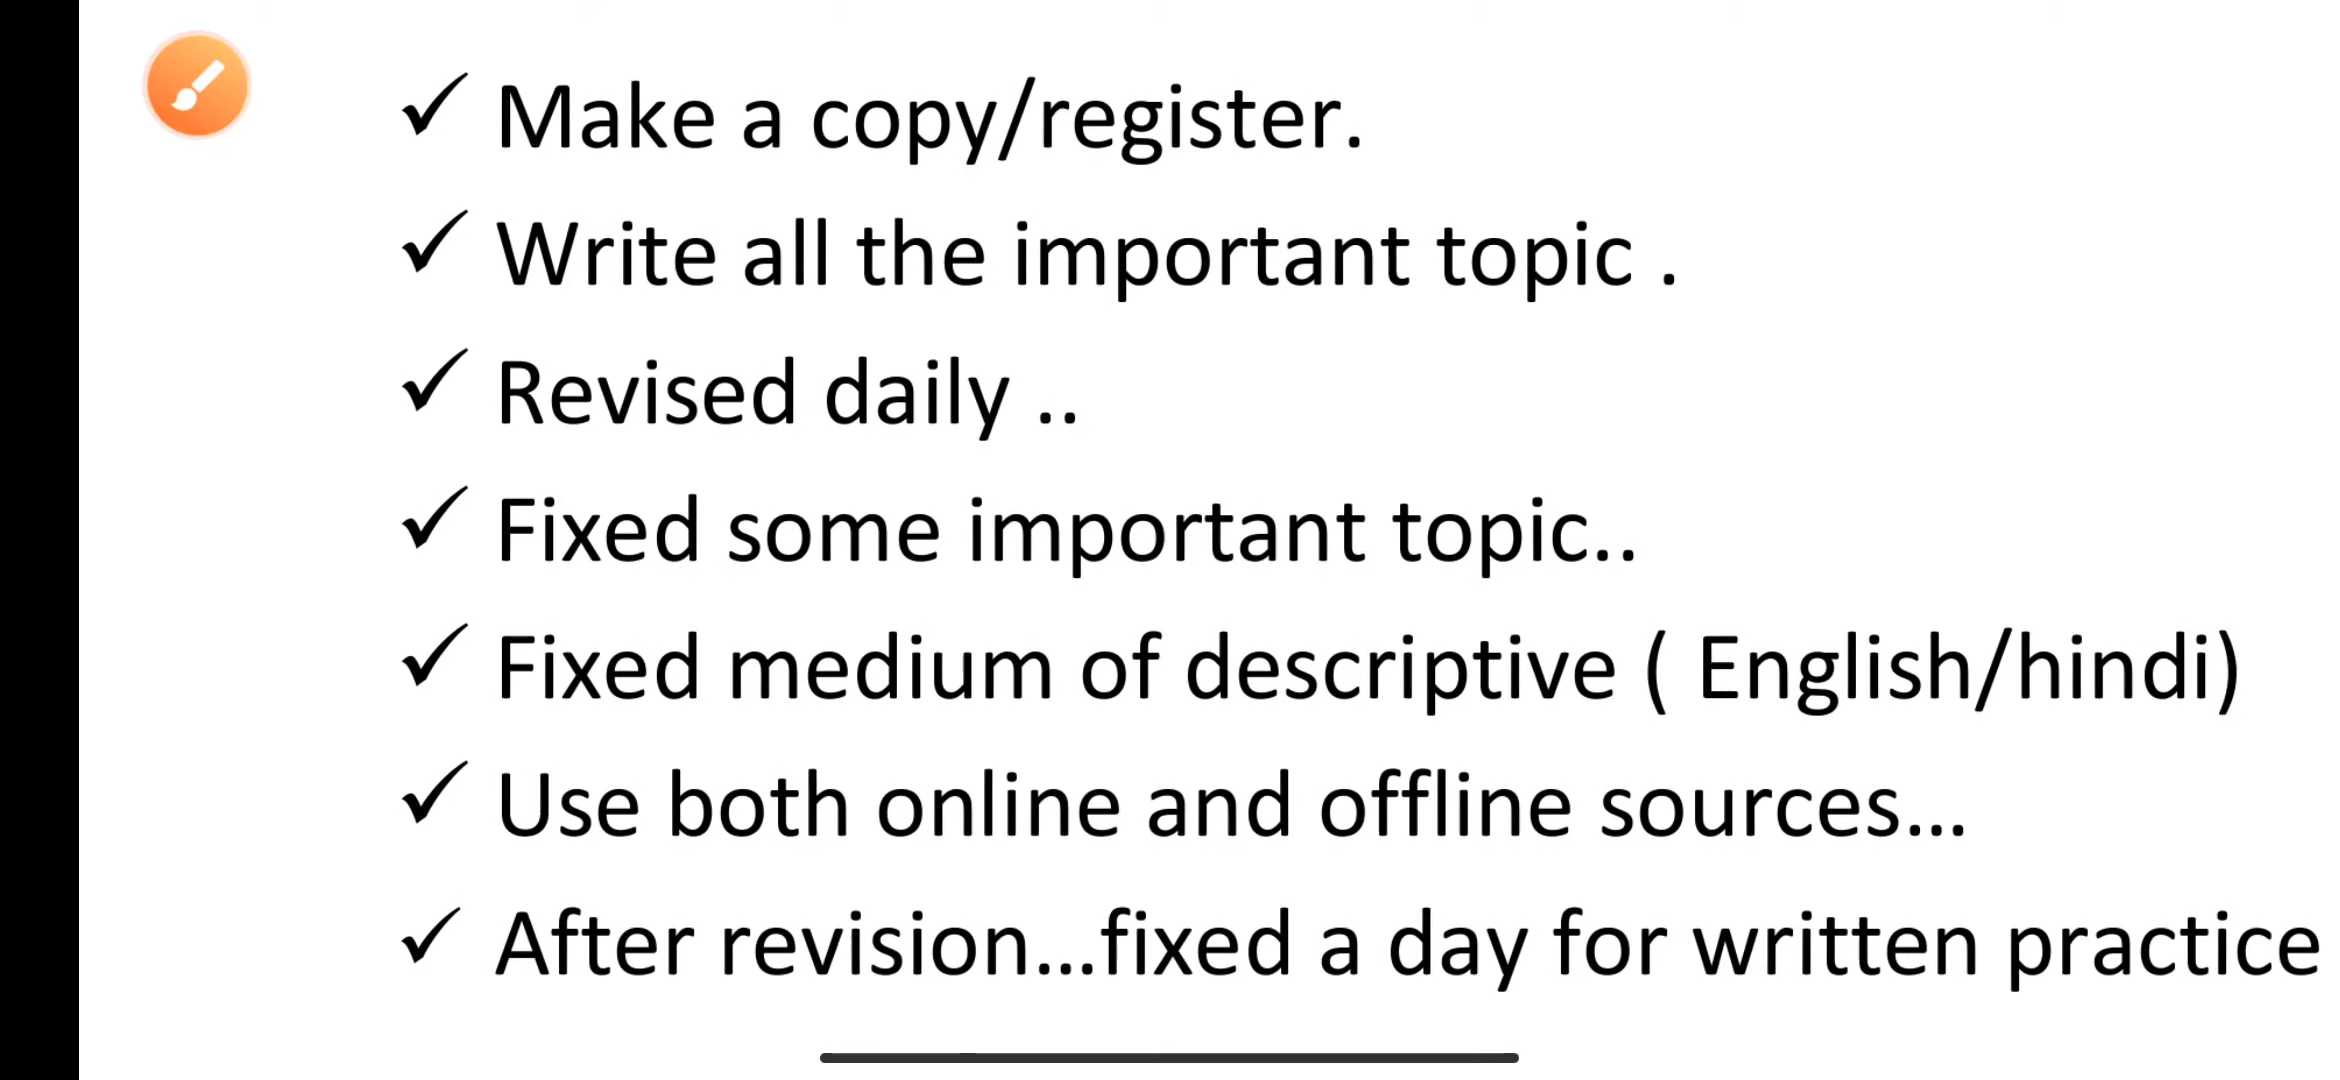 ✓ Make a copy/register.
✓ Write all the important topic .
✓ Revised daily ..
✓ Fixed some important topic..
✓ Fixed medium of descriptive ( English/hindi)
✓ Use both online and offline sources...
✓ After revision...fixed a day for written practice